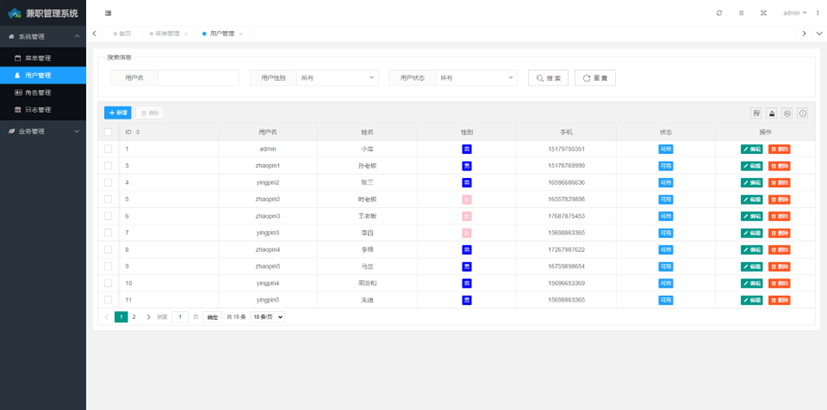 兼职管理系统
admin
系统管理
菜单管理
用户管理
角色管理
日志管理
业务管理
首页 菜单管理 × 用户管理 ×
搜索信息
用户名 用户性别 所有 用户状态 所有 搜索 重置
+ 新增 删除
ID 用户名 姓名 性别 手机 状态 操作
1 admin 小宝 男 15179750351 可用 编辑 删除
3 zhaopin1 孙老板 男 15176769999 可用 编辑 删除
4 yingpin2 张三 男 16596686636 可用 编辑 删除
5 zhaopin2 时老板 女 16557829898 可用 编辑 删除
6 zhaopin3 王老板 女 17687875453 可用 编辑 删除
7 yingpin3 李四 女 15698863365 可用 编辑 删除
8 zhaopin4 男 17267987622 可用 编辑 删除
9 zhaopin5 马兰 男 16759898654 可用 编辑 删除
10 yingpin4 男 15696653369 可用 编辑 删除
11 yingpin5 朱迪 男 15698863365 可用 编辑 删除
1 2 到第 1 页 确定 共 15 条 10 条/页